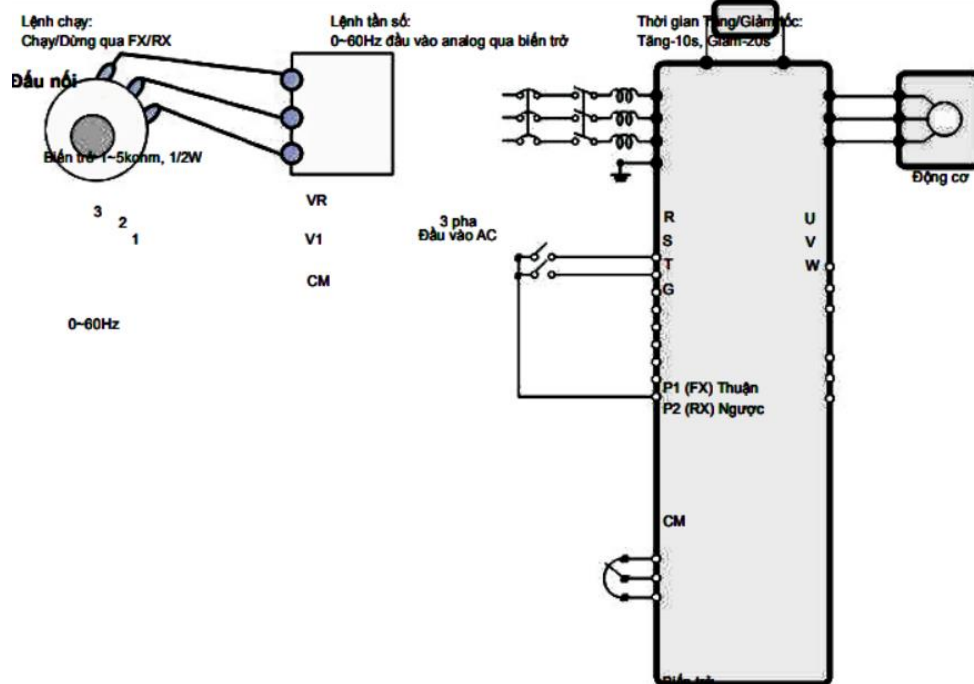 Lệnh chạy:
Chạy/Dừng qua FX/RX
Lệnh tần số:
0~60Hz đầu vào analog qua biến trở
Thời gian Tăng/Giảm tốc:
Tăng-10s, Giảm-20s
Đấu nối
Biến trở 1~5kohm, 1/2W
3
2
1
0~60Hz
VR
V1
CM
3 pha
Đầu vào AC
R
S
T
G
U
V
W
Động cơ
P1 (FX) Thuận
P2 (RX) Ngược
CM